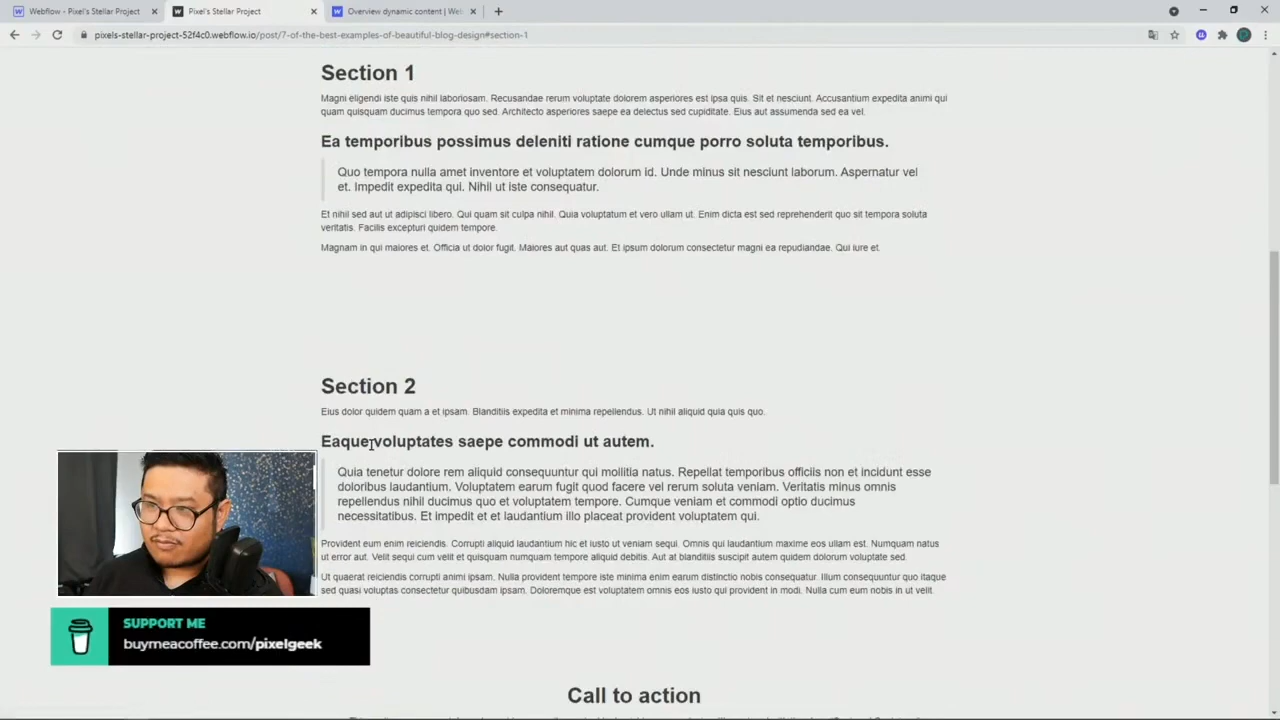 Webflow - Pixel's Stellar Project
Pixel's Stellar Project
Overview dynamic content | Web
pixels-stellar-project-52f4c0.webflow.io/post/7-of-the-best-examples-of-beautiful-blog-design#section-1
Section 1
Magni eligendi iste quis nihil laboriosam. Recusandae rerum voluptate dolorem asperiores est ipsa quis. Sit et nesciunt. Accusantium expedita animi qui
quam quisquam ducimus tempora quo sed. Architecto asperiores saepe ea delectus sed cupiditate. Eius aut assumenda sed ea vel.
Ea temporibus possimus deleniti ratione cumque porro soluta temporibus.
Quo tempora nulla amet inventore et voluptatem dolorum id. Unde minus sit nesciunt laborum. Aspernatur vel
et. Impedit expedita qui. Nihil ut iste consequatur.
Et nihil sed aut ut adipisci libero. Qui quam sit culpa nihil. Quia voluptatum et vero ullam ut. Enim dicta est sed reprehenderit quo sit tempora soluta
veritatis. Facilis excepturi quidem tempore.
Magnam in qui maiores et. Officia ut dolor fugit. Maiores aut quas aut. Et ipsum dolorum consectetur magni ea repudiandae. Qui iure et.
Section 2
Eius dolor quidem quam a et ipsam. Blanditiis expedita et minima repellendus. Ut nihil aliquid quia quis quo.
Eaque voluptates saepe commodi ut autem.
Quia tenetur dolore rem aliquid consequuntur qui mollitia natus. Repellat temporibus officiis non et incidunt esse
doloribus laudantium. Voluptatem earum fugit quod facere vel rerum soluta veniam. Veritatis minus omnis
repellendus nihil ducimus quo et voluptatem tempore. Cumque veniam et commodi optio ducimus
necessitatibus. Et impedit et et laudantium illo placeat provident voluptatem qui.
Provident eum enim reiciendis. Corrupti aliquid laudantium hic et iusto ut veniam sequi. Omnis qui laudantium maxime eos ullam est. Numquam natus
ut error aut. Velit sequi cum velit et quisquam numquam tempore aliquid debitis. Aut at blanditiis suscipit autem quidem dolorum voluptate sed.
Ut quaerat reiciendis corrupti animi ipsam. Nulla provident tempore iste minima enim earum distinctio nobis consequatur. Illum consequuntur quo itaque
sed quasi voluptas consectetur quibusdam ipsam. Doloremque est voluptatem omnis eos iusto qui provident in modi. Nulla cum eum nobis in ut velit.
SUPPORT ME
buymeacoffee.com/pixelgeek
Call to action